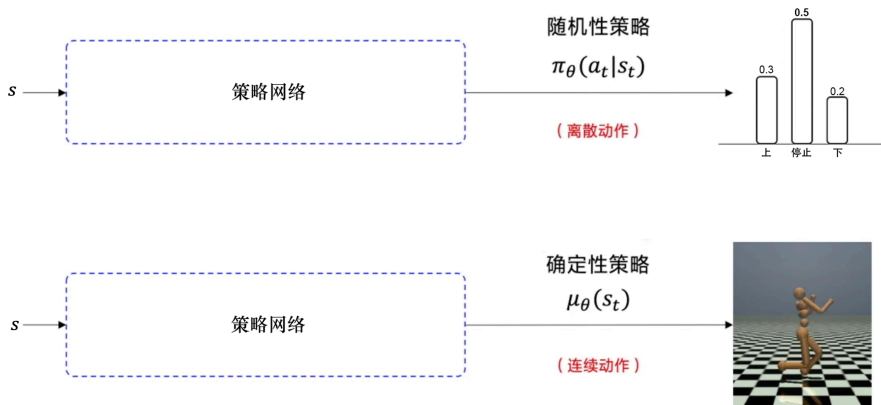 随机性策略
0.5
0.3
s
策略网络
πθ(at|st)
0.2
（离散动作）
上 停止 下
确定性策略
s
策略网络
μθ(st)
（连续动作）